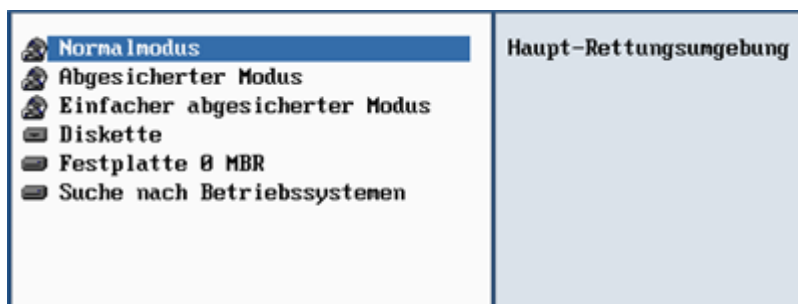 Normalmodus
Abgesicherter Modus
Einfacher abgesicherter Modus
Diskette
Festplatte 0 MBR
Suche nach Betriebssystemen
Haupt-Rettungsumgebung